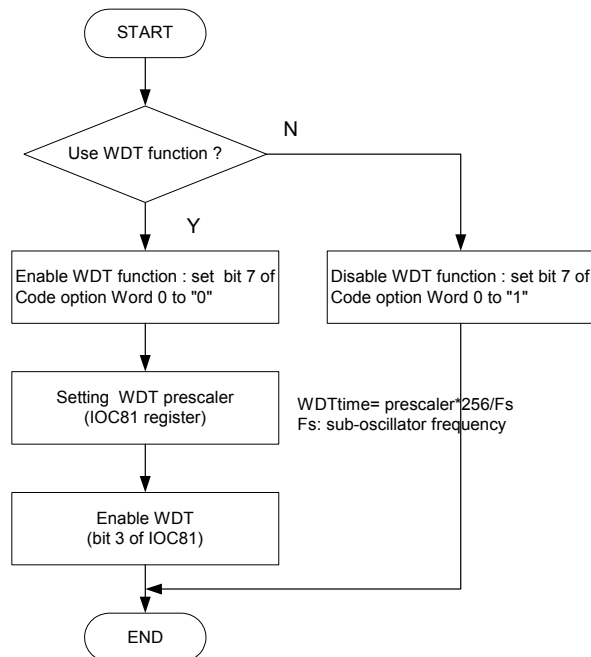 START
Use WDT function ?
N
Y
Enable WDT function : set bit 7 of
Code option Word 0 to "0"
Disable WDT function : set bit 7 of
Code option Word 0 to "1"
Setting WDT prescaler
(IOC81 register)
WDTtime= prescaler*256/Fs
Fs: sub-oscillator frequency
Enable WDT
(bit 3 of IOC81)
END